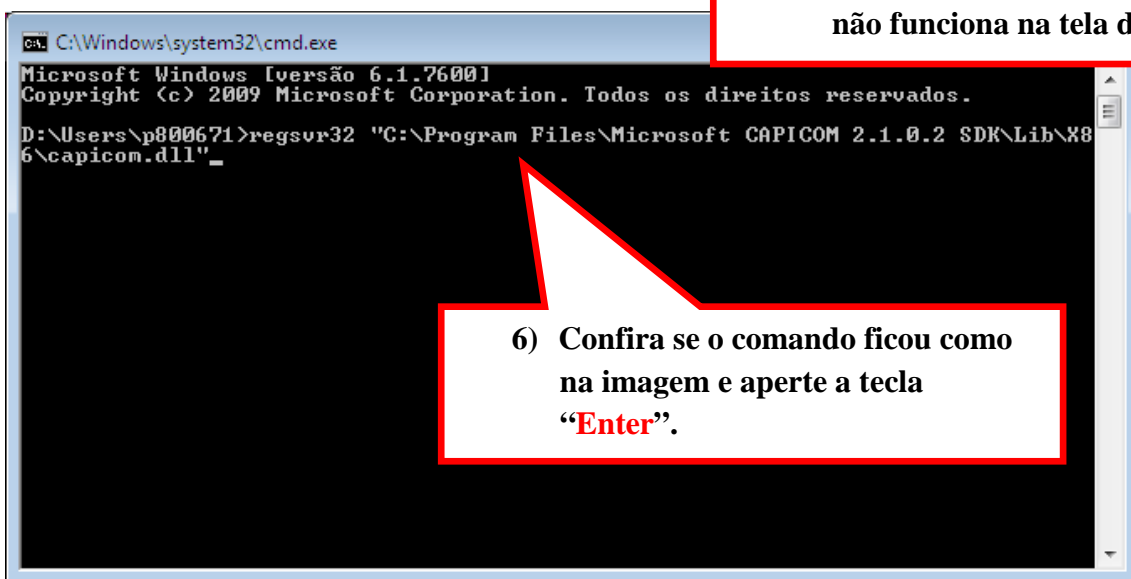 não funciona na tela d
C:\Windows\system32\cmd.exe
Microsoft Windows [versão 6.1.7600]
Copyright (c) 2009 Microsoft Corporation. Todos os direitos reservados.
D:\Users\p800671>regsvr32 "C:\Program Files\Microsoft CAPICOM 2.1.0.2 SDK\Lib\X8
6\capicom.dll"_
6) Confira se o comando ficou como
na imagem e aperte a tecla
“Enter”.